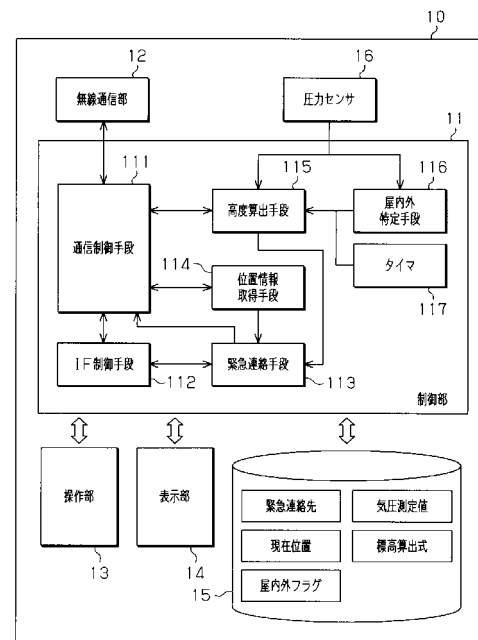 10
12
無線通信部
16
圧力センサ
11
111
通信制御手段
115
高度算出手段
116
屋内外
特定手段
114
位置情報
取得手段
タイマ
117
IF制御手段
112
緊急連絡手段
113
制御部
操作部
13
表示部
14
緊急連絡先
気圧測定値
現在位置
標高算出式
屋内外フラグ
15